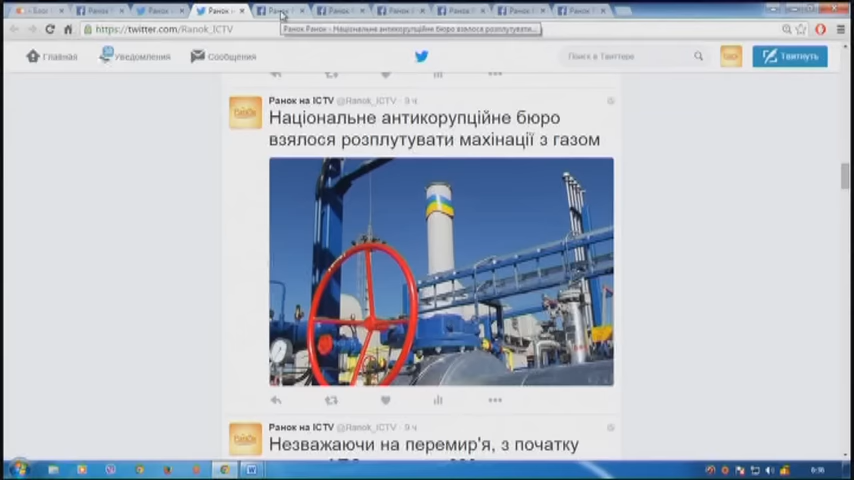 Ранок
https://twitter.com/Ranok_ICTV
Ранок Ранок - Національне антикорупційне бюро взялося розплутувати...
Главная
Уведомления
Сообщения
Поиск в Твиттере
Твитнуть
Ранок на ICTV @Ranok_ICTV · 9 ч
Національне антикорупційне бюро
взялося розплутувати махінації з газом
Ранок на ICTV @Ranok_ICTV · 9 ч
Незважаючи на перемир'я, з початку